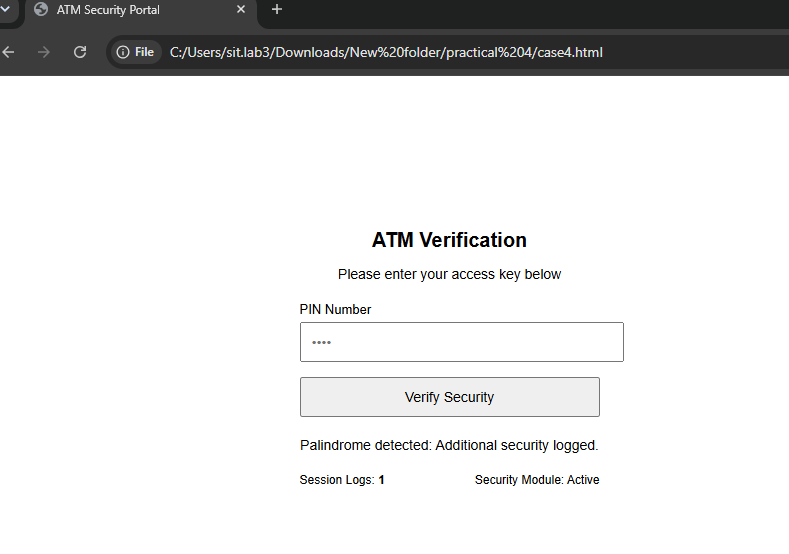 ATM Security Portal
File C:/Users/sit.lab3/Downloads/New%20folder/practical%204/case4.html
ATM Verification
Please enter your access key below
PIN Number
••••
Verify Security
Palindrome detected: Additional security logged.
Session Logs: 1 Security Module: Active